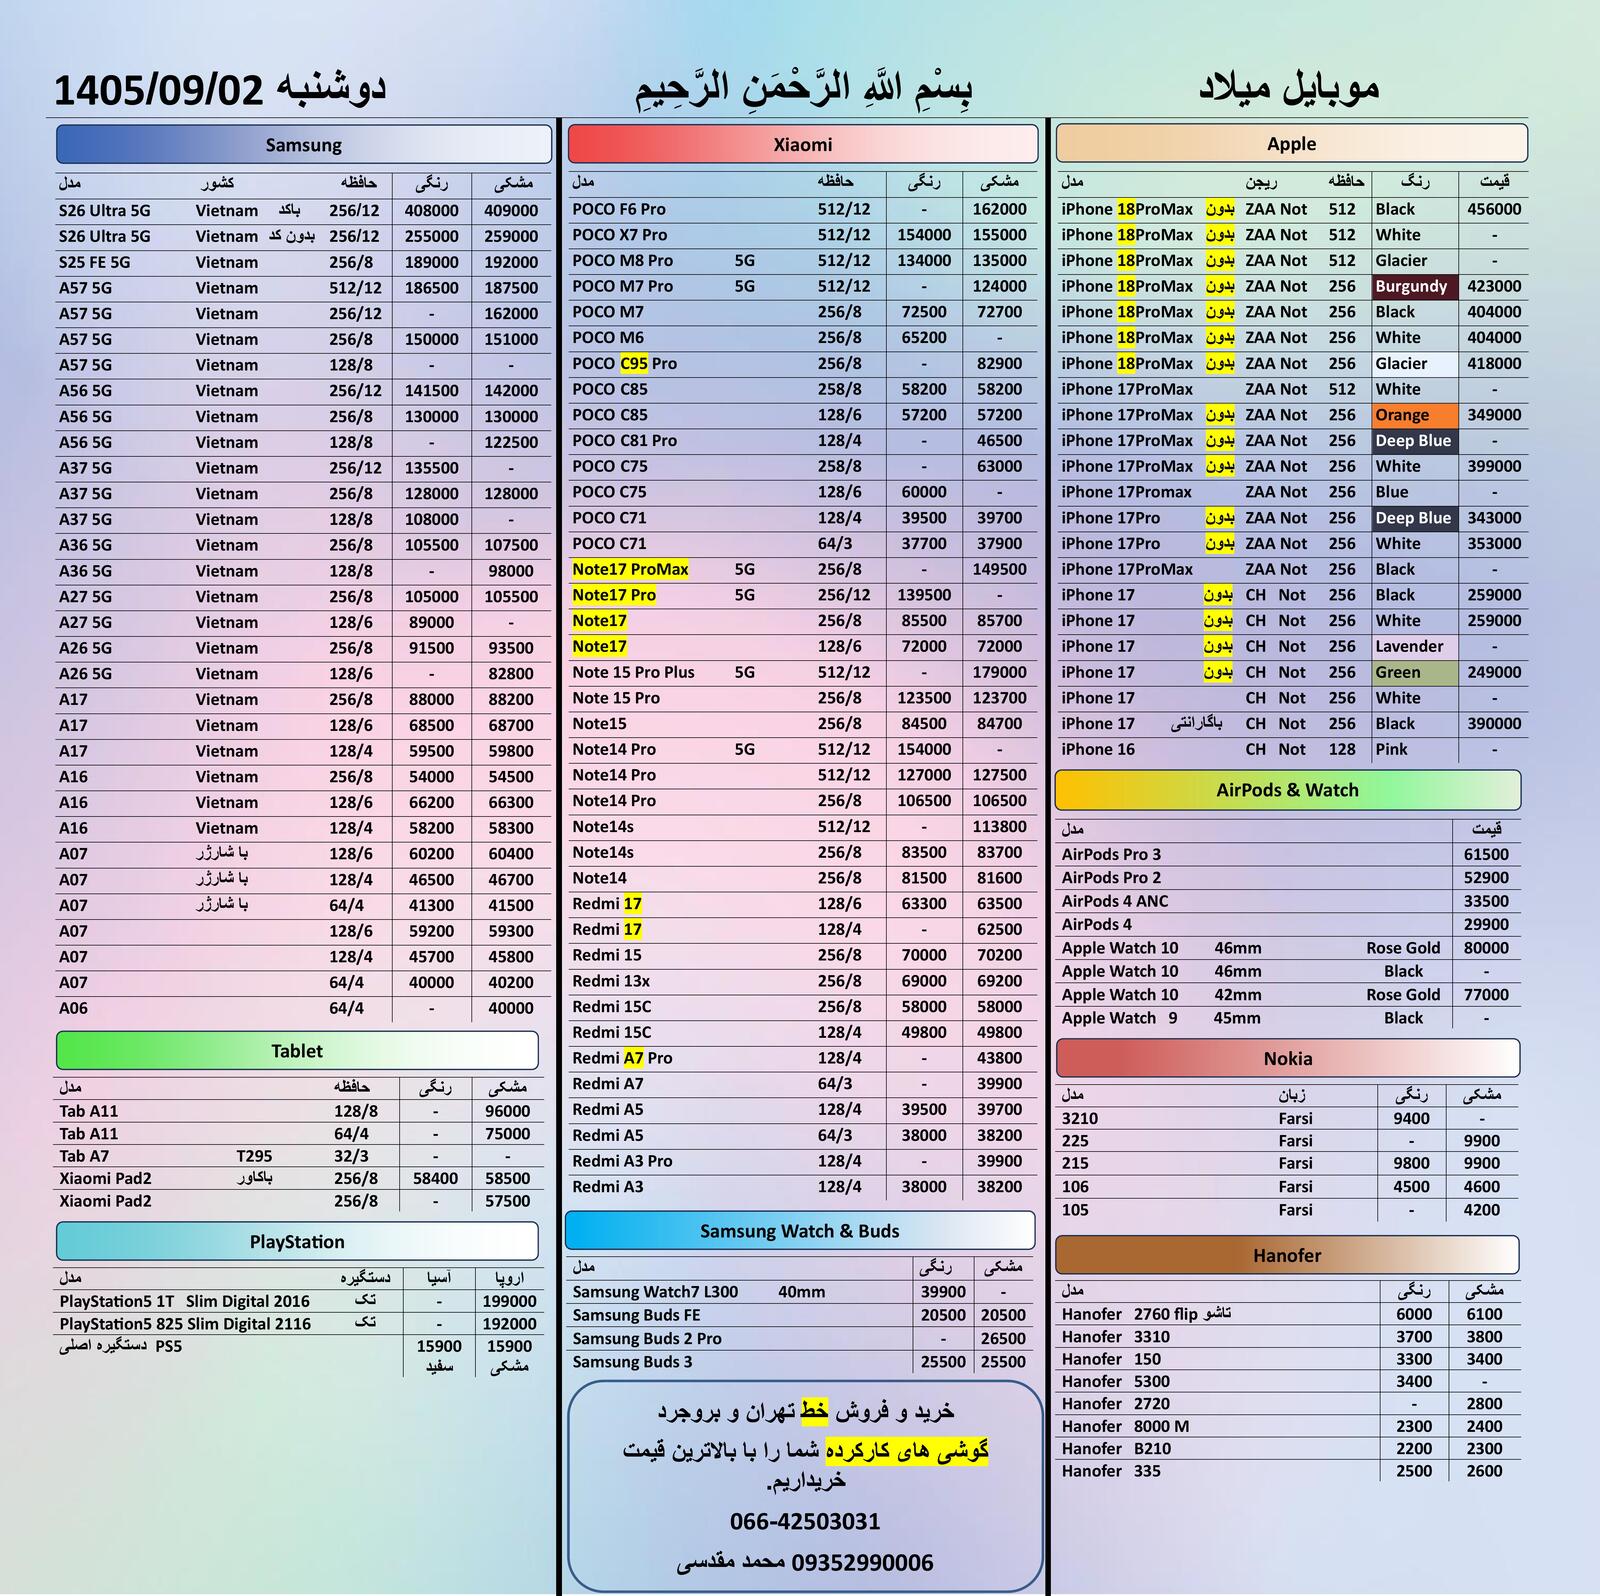 موبایل میلاد
بِسْمِ اللَّهِ الرَّحْمَنِ الرَّحِيمِ
دوشنبه 1405/09/02
Samsung
مدل کشور حافظه رنگی مشکی
S26 Ultra 5G Vietnam باکد 256/12 408000 409000
S26 Ultra 5G Vietnam بدون کد 256/12 255000 259000
S25 FE 5G Vietnam 256/8 189000 192000
A57 5G Vietnam 512/12 186500 187500
A57 5G Vietnam 256/12 - 162000
A57 5G Vietnam 256/8 150000 151000
A57 5G Vietnam 128/8 - -
A56 5G Vietnam 256/12 141500 142000
A56 5G Vietnam 256/8 130000 130000
A56 5G Vietnam 128/8 - 122500
A37 5G Vietnam 256/12 135500 -
A37 5G Vietnam 256/8 128000 128000
A37 5G Vietnam 128/8 108000 -
A36 5G Vietnam 256/8 105500 107500
A36 5G Vietnam 128/8 - 98000
A27 5G Vietnam 256/8 105000 105500
A27 5G Vietnam 128/6 89000 -
A26 5G Vietnam 256/8 91500 93500
A26 5G Vietnam 128/6 - 82800
A17 Vietnam 256/8 88000 88200
A17 Vietnam 128/6 68500 68700
A17 Vietnam 128/4 59500 59800
A16 Vietnam 256/8 54000 54500
A16 Vietnam 128/6 66200 66300
A16 Vietnam 128/4 58200 58300
A07 با شارژر 128/6 60200 60400
A07 با شارژر 128/4 46500 46700
A07 با شارژر 64/4 41300 41500
A07 128/6 59200 59300
A07 128/4 45700 45800
A07 64/4 40000 40200
A06 64/4 - 40000
Tablet
مدل حافظه رنگی مشکی
Tab A11 128/8 - 96000
Tab A11 64/4 - 75000
Tab A7 T295 32/3 - -
Xiaomi Pad2 باکاور 256/8 58400 58500
Xiaomi Pad2 256/8 - 57500
PlayStation
مدل دستگیره آسیا اروپا
PlayStation5 1T Slim Digital 2016 تک - 199000
PlayStation5 825 Slim Digital 2116 تک - 192000
دستگیره اصلی PS5 15900 15900
سفید مشکی
Xiaomi
مدل حافظه رنگی مشکی
POCO F6 Pro 512/12 - 162000
POCO X7 Pro 512/12 154000 155000
POCO M8 Pro 5G 512/12 134000 135000
POCO M7 Pro 5G 512/12 - 124000
POCO M7 256/8 72500 72700
POCO M6 256/8 65200 -
POCO C95 Pro 256/8 - 82900
POCO C85 258/8 58200 58200
POCO C85 128/6 57200 57200
POCO C81 Pro 128/4 - 46500
POCO C75 258/8 - 63000
POCO C75 128/6 60000 -
POCO C71 128/4 39500 39700
POCO C71 64/3 37700 37900
Note17 ProMax 5G 256/8 - 149500
Note17 Pro 5G 256/12 139500 -
Note17 256/8 85500 85700
Note17 128/6 72000 72000
Note 15 Pro Plus 5G 512/12 - 179000
Note 15 Pro 256/8 123500 123700
Note15 256/8 84500 84700
Note14 Pro 5G 512/12 154000 -
Note14 Pro 512/12 127000 127500
Note14 Pro 256/8 106500 106500
Note14s 512/12 - 113800
Note14s 256/8 83500 83700
Note14 256/8 81500 81600
Redmi 17 128/6 63300 63500
Redmi 17 128/4 - 62500
Redmi 15 256/8 70000 70200
Redmi 13x 256/8 69000 69200
Redmi 15C 256/8 58000 58000
Redmi 15C 128/4 49800 49800
Redmi A7 Pro 128/4 - 43800
Redmi A7 64/3 - 39900
Redmi A5 128/4 39500 39700
Redmi A5 64/3 38000 38200
Redmi A3 Pro 128/4 - 39900
Redmi A3 128/4 38000 38200
Samsung Watch & Buds
مدل رنگی مشکی
Samsung Watch7 L300 40mm 39900 -
Samsung Buds FE 20500 20500
Samsung Buds 2 Pro - 26500
Samsung Buds 3 25500 25500
خرید و فروش خط تهران و بروجرد
گوشی های کارکرده شما را با بالاترین قیمت
خریداریم.
066-42503031
09352990006 محمد مقدسی
Apple
مدل ریجن حافظه رنگ قیمت
iPhone 18ProMax بدون ZAA Not 512 Black 456000
iPhone 18ProMax بدون ZAA Not 512 White -
iPhone 18ProMax بدون ZAA Not 512 Glacier -
iPhone 18ProMax بدون ZAA Not 256 Burgundy 423000
iPhone 18ProMax بدون ZAA Not 256 Black 404000
iPhone 18ProMax بدون ZAA Not 256 White 404000
iPhone 18ProMax بدون ZAA Not 256 Glacier 418000
iPhone 17ProMax ZAA Not 512 White -
iPhone 17ProMax بدون ZAA Not 256 Orange 349000
iPhone 17ProMax بدون ZAA Not 256 Deep Blue -
iPhone 17ProMax بدون ZAA Not 256 White 399000
iPhone 17Promax ZAA Not 256 Blue -
iPhone 17Pro بدون ZAA Not 256 Deep Blue 343000
iPhone 17Pro بدون ZAA Not 256 White 353000
iPhone 17ProMax ZAA Not 256 Black -
iPhone 17 بدون CH Not 256 Black 259000
iPhone 17 بدون CH Not 256 White 259000
iPhone 17 بدون CH Not 256 Lavender -
iPhone 17 بدون CH Not 256 Green 249000
iPhone 17 CH Not 256 White -
iPhone 17 باگارانتی CH Not 256 Black 390000
iPhone 16 CH Not 128 Pink -
AirPods & Watch
مدل قیمت
AirPods Pro 3 61500
AirPods Pro 2 52900
AirPods 4 ANC 33500
AirPods 4 29900
Apple Watch 10 46mm Rose Gold 80000
Apple Watch 10 46mm Black -
Apple Watch 10 42mm Rose Gold 77000
Apple Watch 9 45mm Black -
Nokia
مدل زبان رنگی مشکی
3210 Farsi 9400 -
225 Farsi - 9900
215 Farsi 9800 9900
106 Farsi 4500 4600
105 Farsi - 4200
Hanofer
مدل رنگی مشکی
Hanofer 2760 flip تاشو 6000 6100
Hanofer 3310 3700 3800
Hanofer 150 3300 3400
Hanofer 5300 3400 -
Hanofer 2720 - 2800
Hanofer 8000 M 2300 2400
Hanofer B210 2200 2300
Hanofer 335 2500 2600